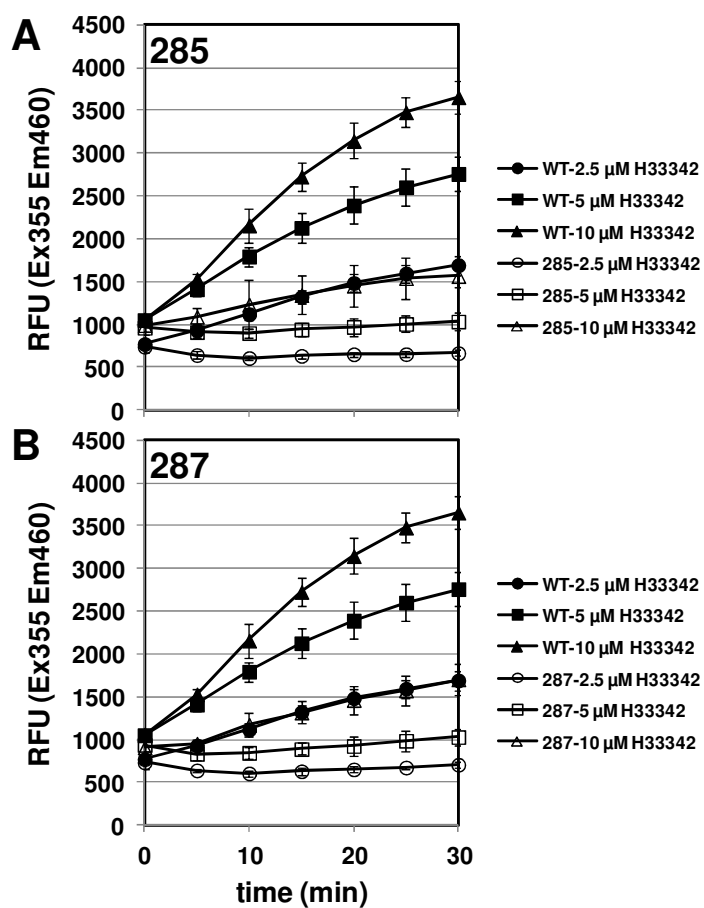 A
285
4500
4000
3500
3000
2500
2000
1500
1000
500
0
RFU (Ex355 Em460)
WT-2.5 µM H33342
WT-5 µM H33342
WT-10 µM H33342
285-2.5 µM H33342
285-5 µM H33342
285-10 µM H33342
B
287
4500
4000
3500
3000
2500
2000
1500
1000
500
0
RFU (Ex355 Em460)
0 10 20 30
time (min)
WT-2.5 µM H33342
WT-5 µM H33342
WT-10 µM H33342
287-2.5 µM H33342
287-5 µM H33342
287-10 µM H33342